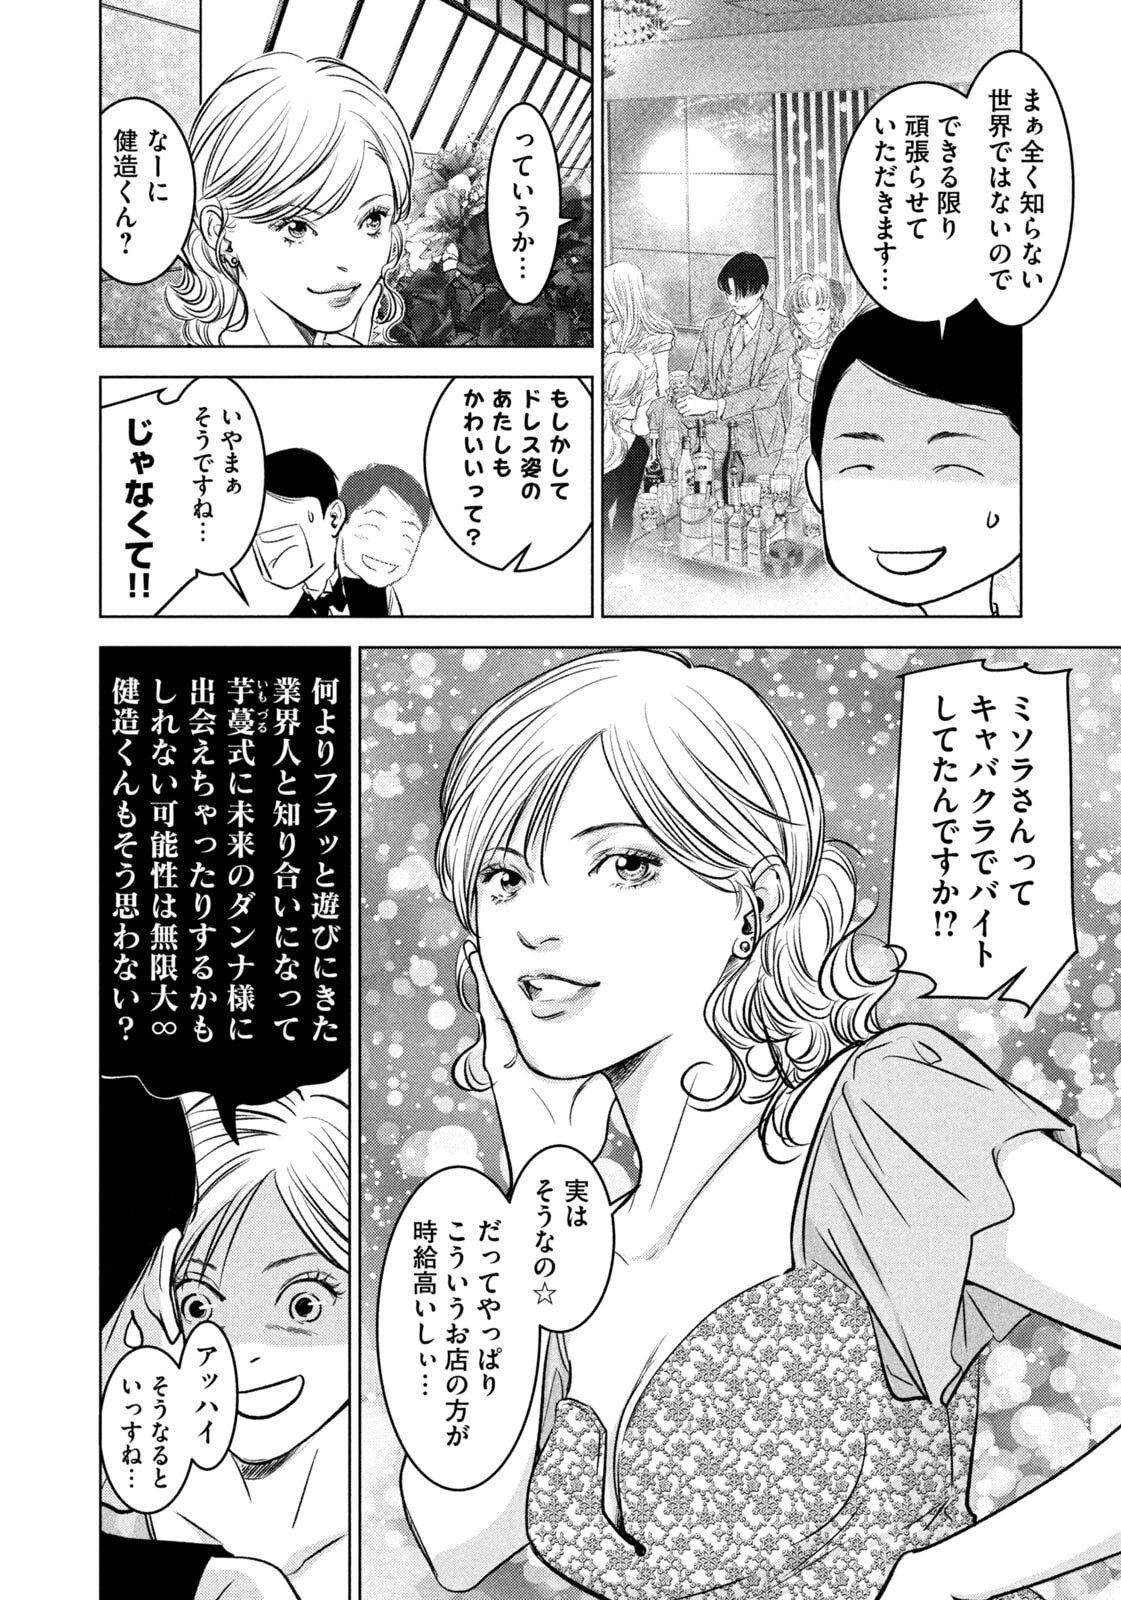 まぁ全く知らない
世界ではないので
できる限り
頑張らせて
いただきます…
っていうか…
なーに
健造くん？
もしかして
ドレス姿の
あたしも
かわいいって？
いやまぁ
そうですね…
じゃなくて!!
ミソラさんって
キャバクラでバイト
してたんですか!?
実は
そうなの☆
だってやっぱり
こういうお店の方が
時給高いしぃ…
何よりフラッと遊びにきた
業界人と知り合いになって
芋蔓式に未来のダンナ様に
いもづる
出会えちゃったりするかも
しれない可能性は無限大∞
健造くんもそう思わない？
アッハイ
そうなると
いっすね…